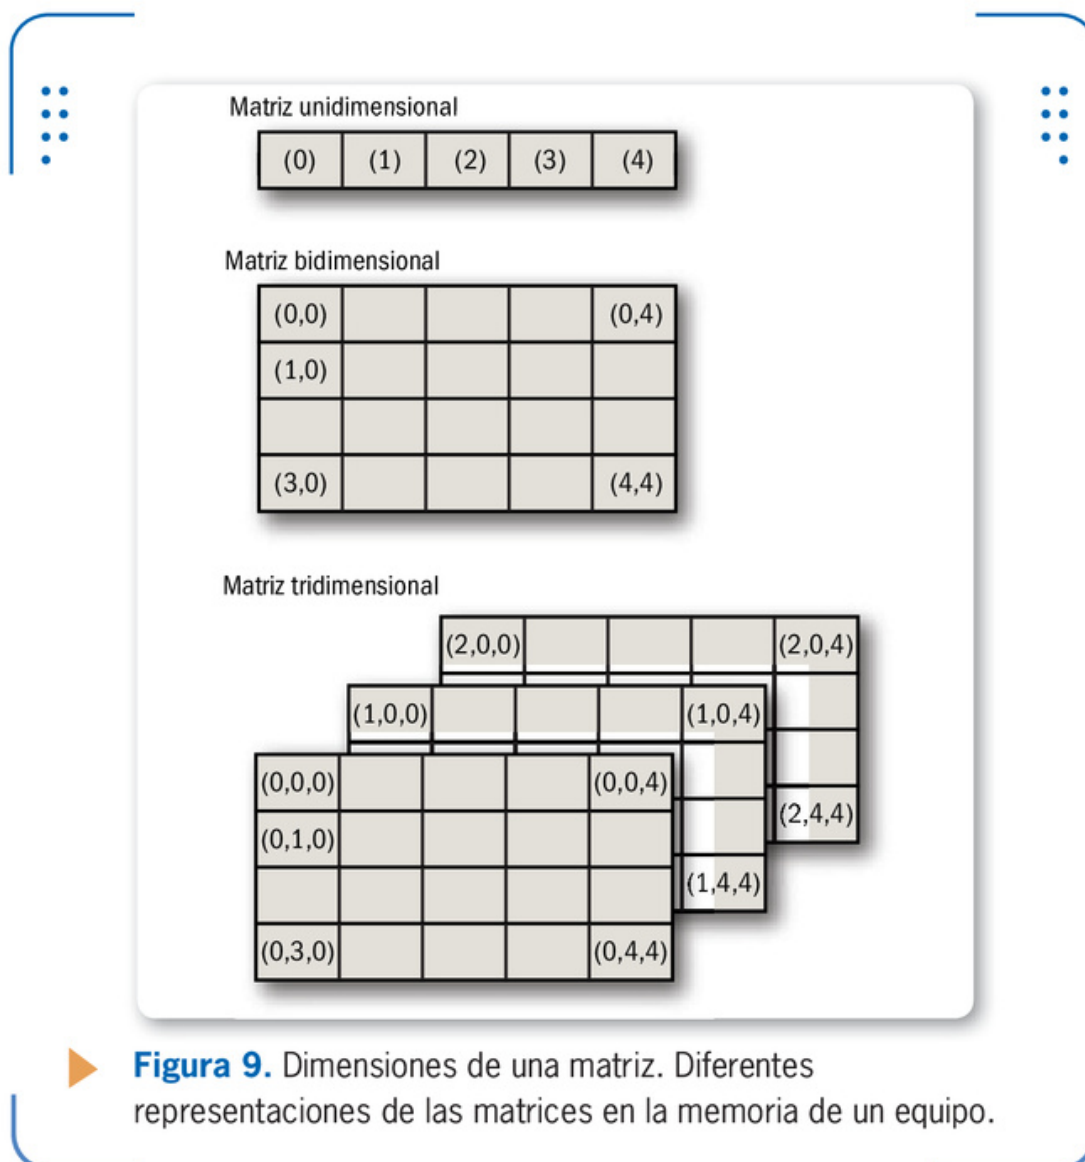 Matriz unidimensional
(0) (1) (2) (3) (4)
Matriz bidimensional
(0,0) (0,4)
(1,0)
(3,0) (4,4)
Matriz tridimensional
(2,0,0) (2,0,4)
(1,0,0) (1,0,4)
(0,0,0) (0,0,4)
(2,4,4)
(0,1,0)
(1,4,4)
(0,3,0) (0,4,4)
Figura 9. Dimensiones de una matriz. Diferentes
representaciones de las matrices en la memoria de un equipo.